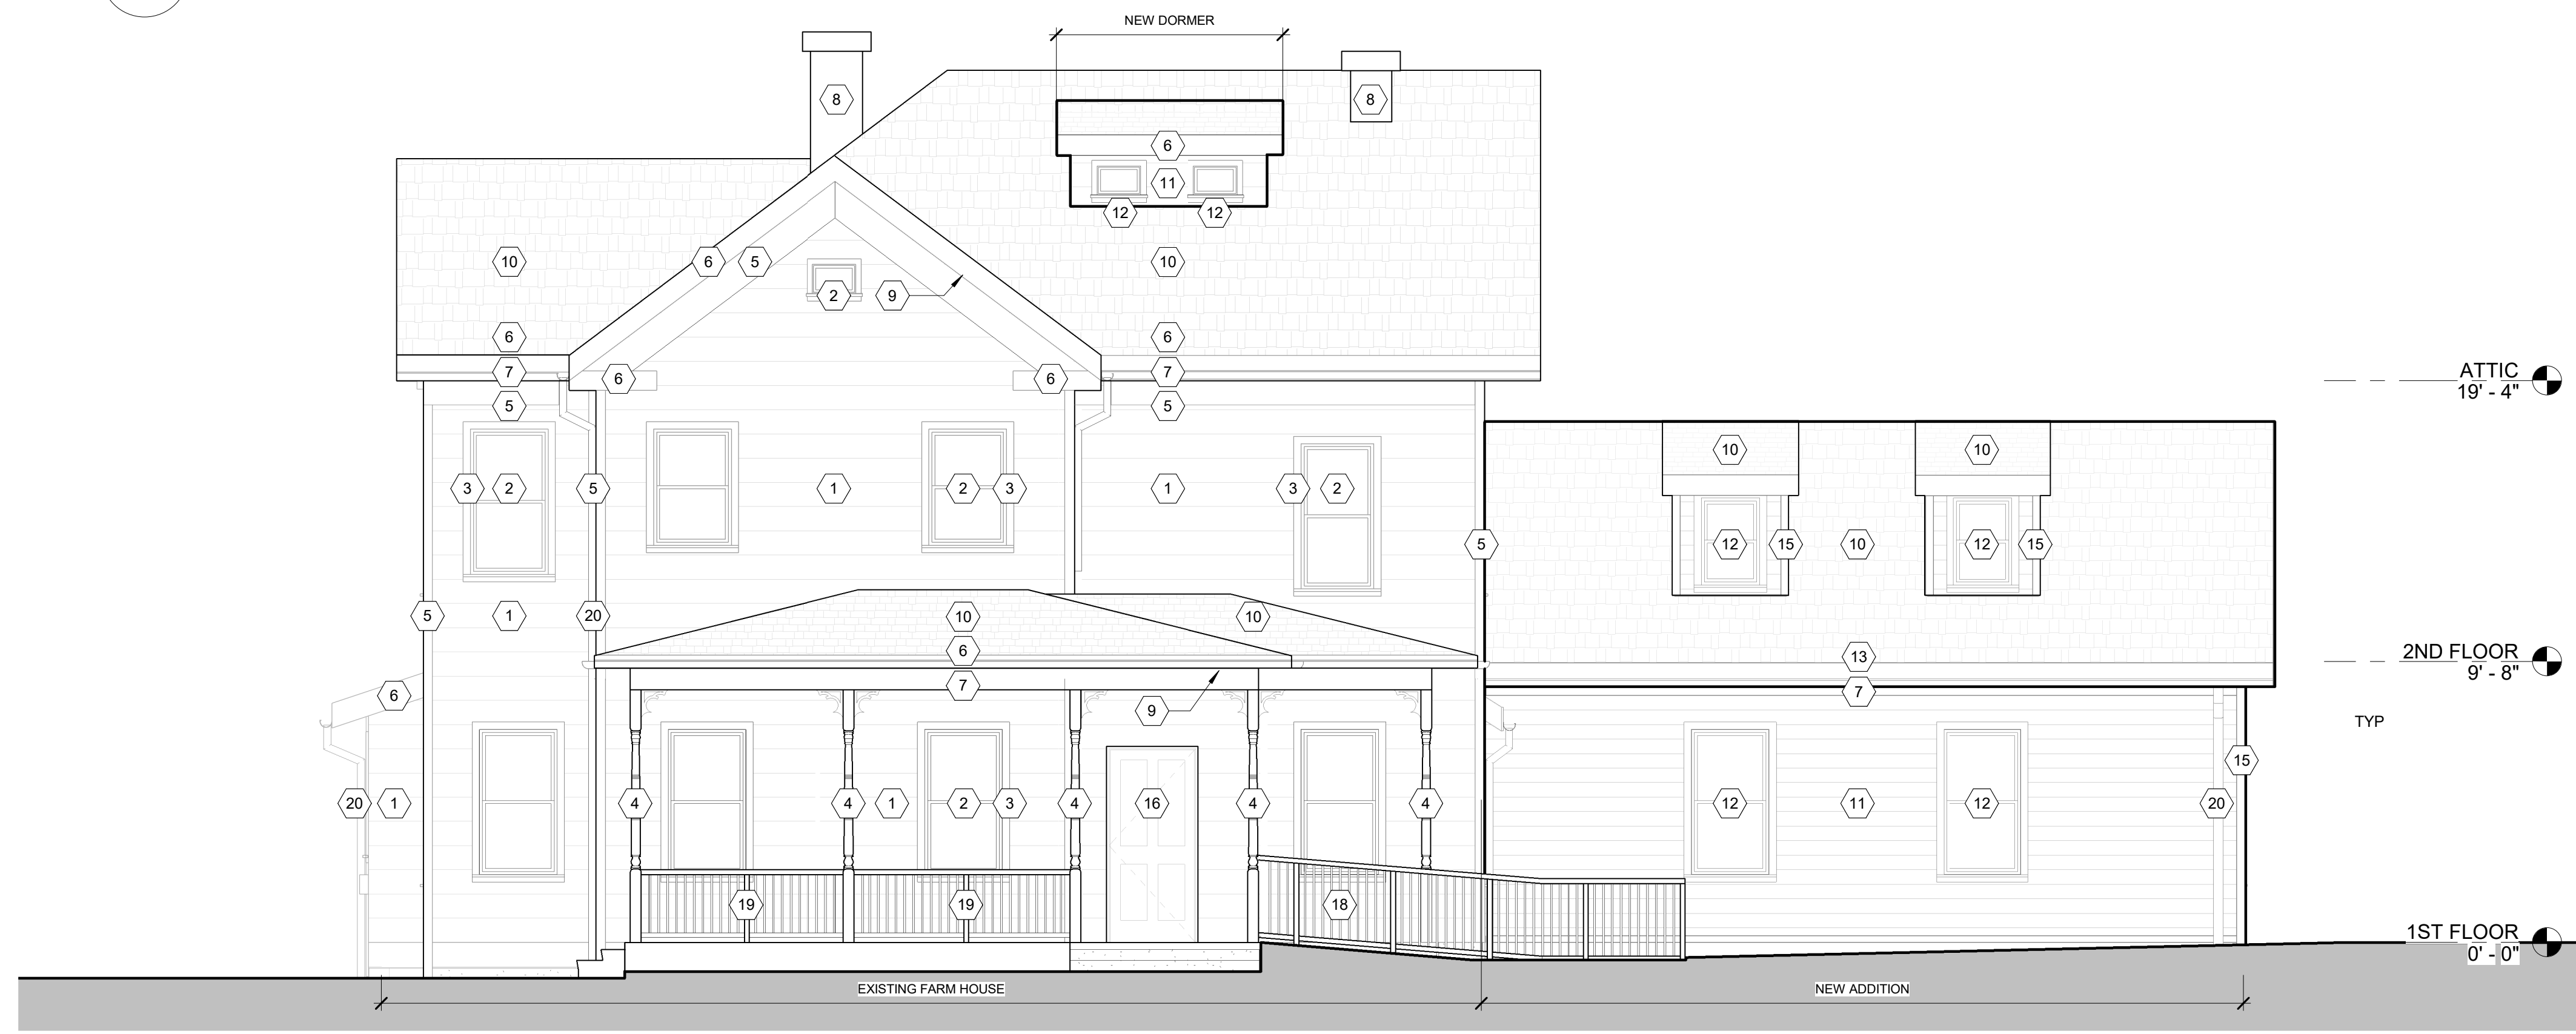 NEW DORMER
8 8
6
11
12 12
10 6 5 10
2 9
6 6
7 6 6 7
ATTIC
19' - 4"
5 5
10 10
3 2 5 1 2 3 1 3 2
5 12 15 10 12 15
5 1 20 10 10
6
13
2ND FLOOR
9' - 8"
6 7 7
9
TYP
15
20 1 4 4 1 2 3 4 16 4 4 12 11 12 20
19 19 18
1ST FLOOR
0' - 0"
EXISTING FARM HOUSE NEW ADDITION